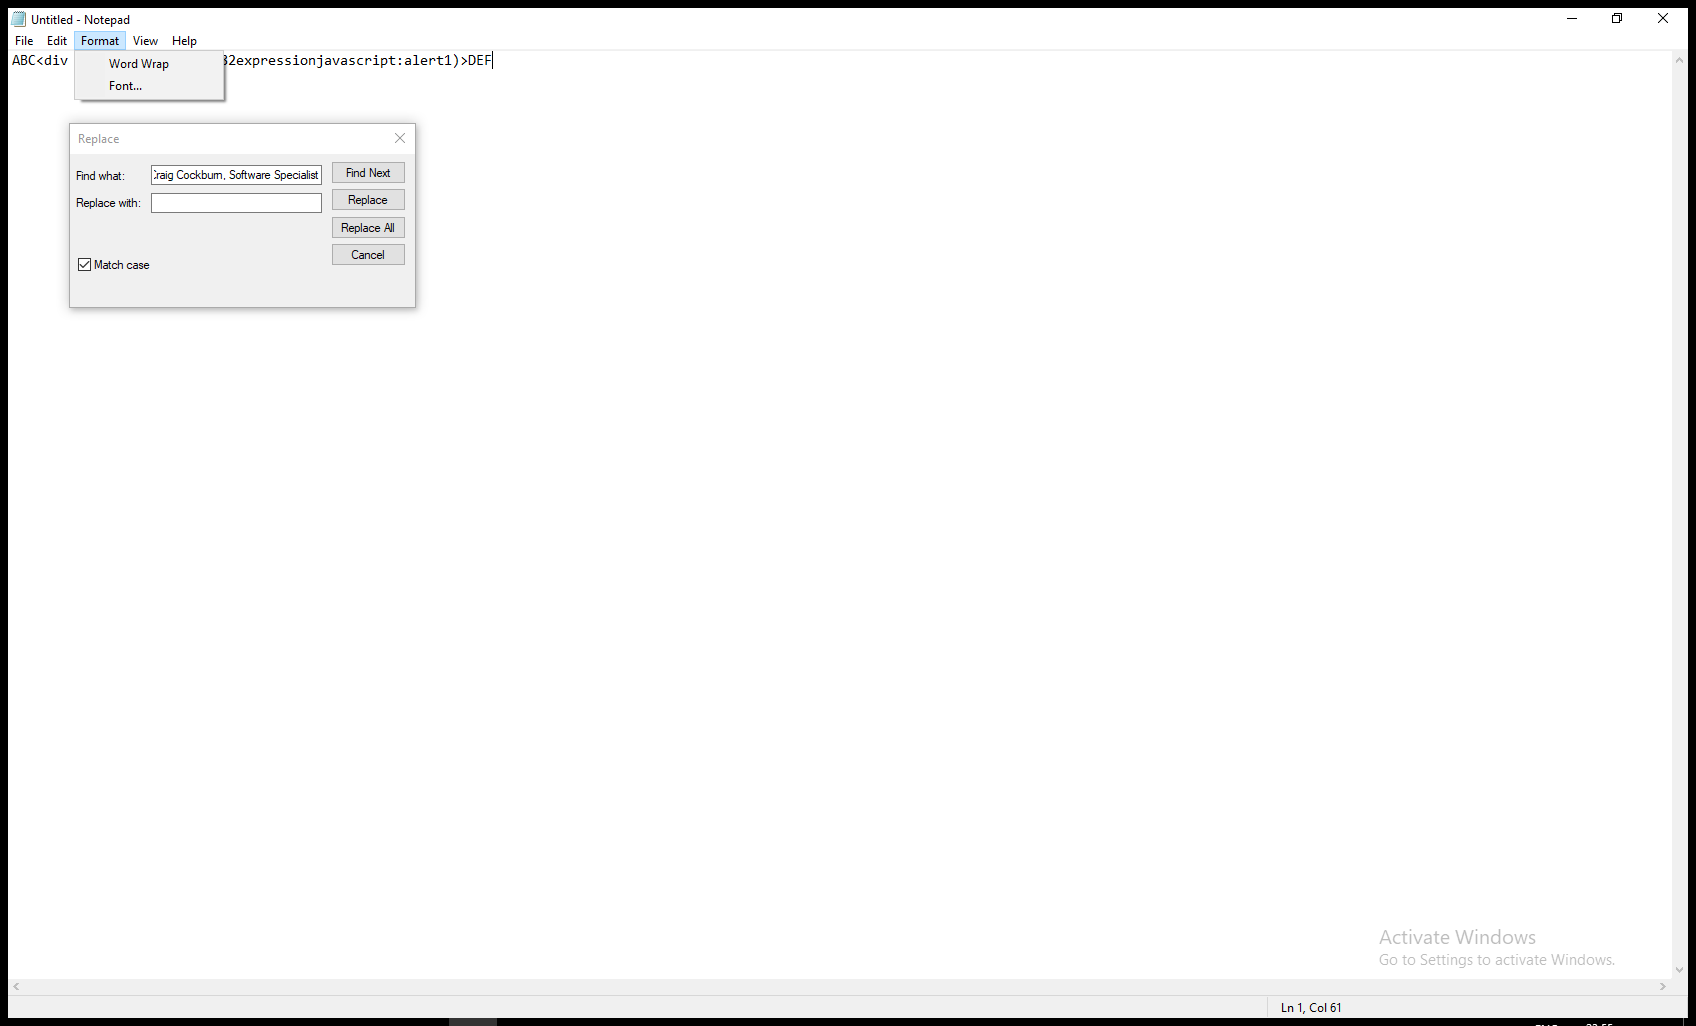 Untitled - Notepad
File Edit Format View Help
ABC<div 32expressionjavascript:alert1)>DEF
Word Wrap
Font...
Replace
Find what: Craig Cockburn, Software Specialist Find Next
Replace with: Replace
Replace All
Cancel
Match case
Activate Windows
Go to Settings to activate Windows.
Ln 1, Col 61